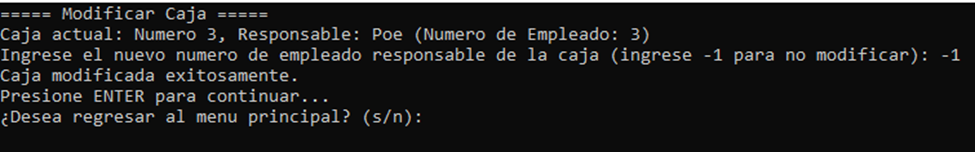 ===== Modificar Caja =====
Caja actual: Numero 3, Responsable: Poe (Numero de Empleado: 3)
Ingrese el nuevo numero de empleado responsable de la caja (ingrese -1 para no modificar): -1
Caja modificada exitosamente.
Presione ENTER para continuar...
¿Desea regresar al menu principal? (s/n):